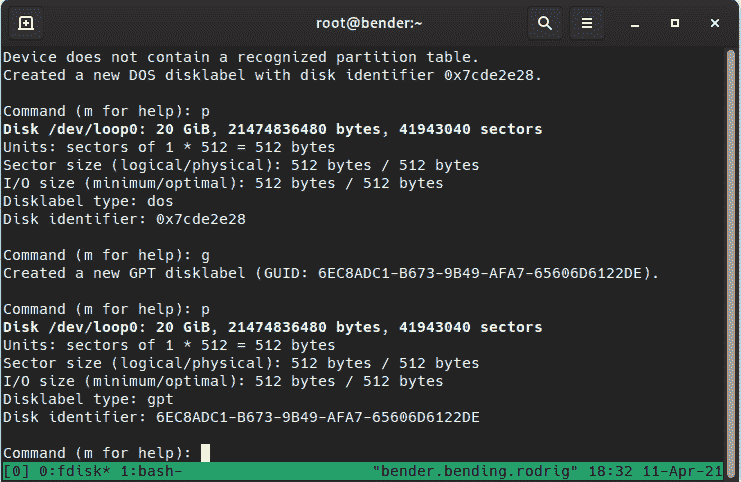 root@bender:~
Device does not contain a recognized partition table.
Created a new DOS disklabel with disk identifier 0x7cde2e28.
Command (m for help): p
Disk /dev/loop0: 20 GiB, 21474836480 bytes, 41943040 sectors
Units: sectors of 1 * 512 = 512 bytes
Sector size (logical/physical): 512 bytes / 512 bytes
I/O size (minimum/optimal): 512 bytes / 512 bytes
Disklabel type: dos
Disk identifier: 0x7cde2e28
Command (m for help): g
Created a new GPT disklabel (GUID: 6EC8ADC1-B673-9B49-AFA7-65606D6122DE).
Command (m for help): p
Disk /dev/loop0: 20 GiB, 21474836480 bytes, 41943040 sectors
Units: sectors of 1 * 512 = 512 bytes
Sector size (logical/physical): 512 bytes / 512 bytes
I/O size (minimum/optimal): 512 bytes / 512 bytes
Disklabel type: gpt
Disk identifier: 6EC8ADC1-B673-9B49-AFA7-65606D6122DE
Command (m for help):
[0] 0:fdisk* 1:bash- "bender.bending.rodrig" 18:32 11-Apr-21